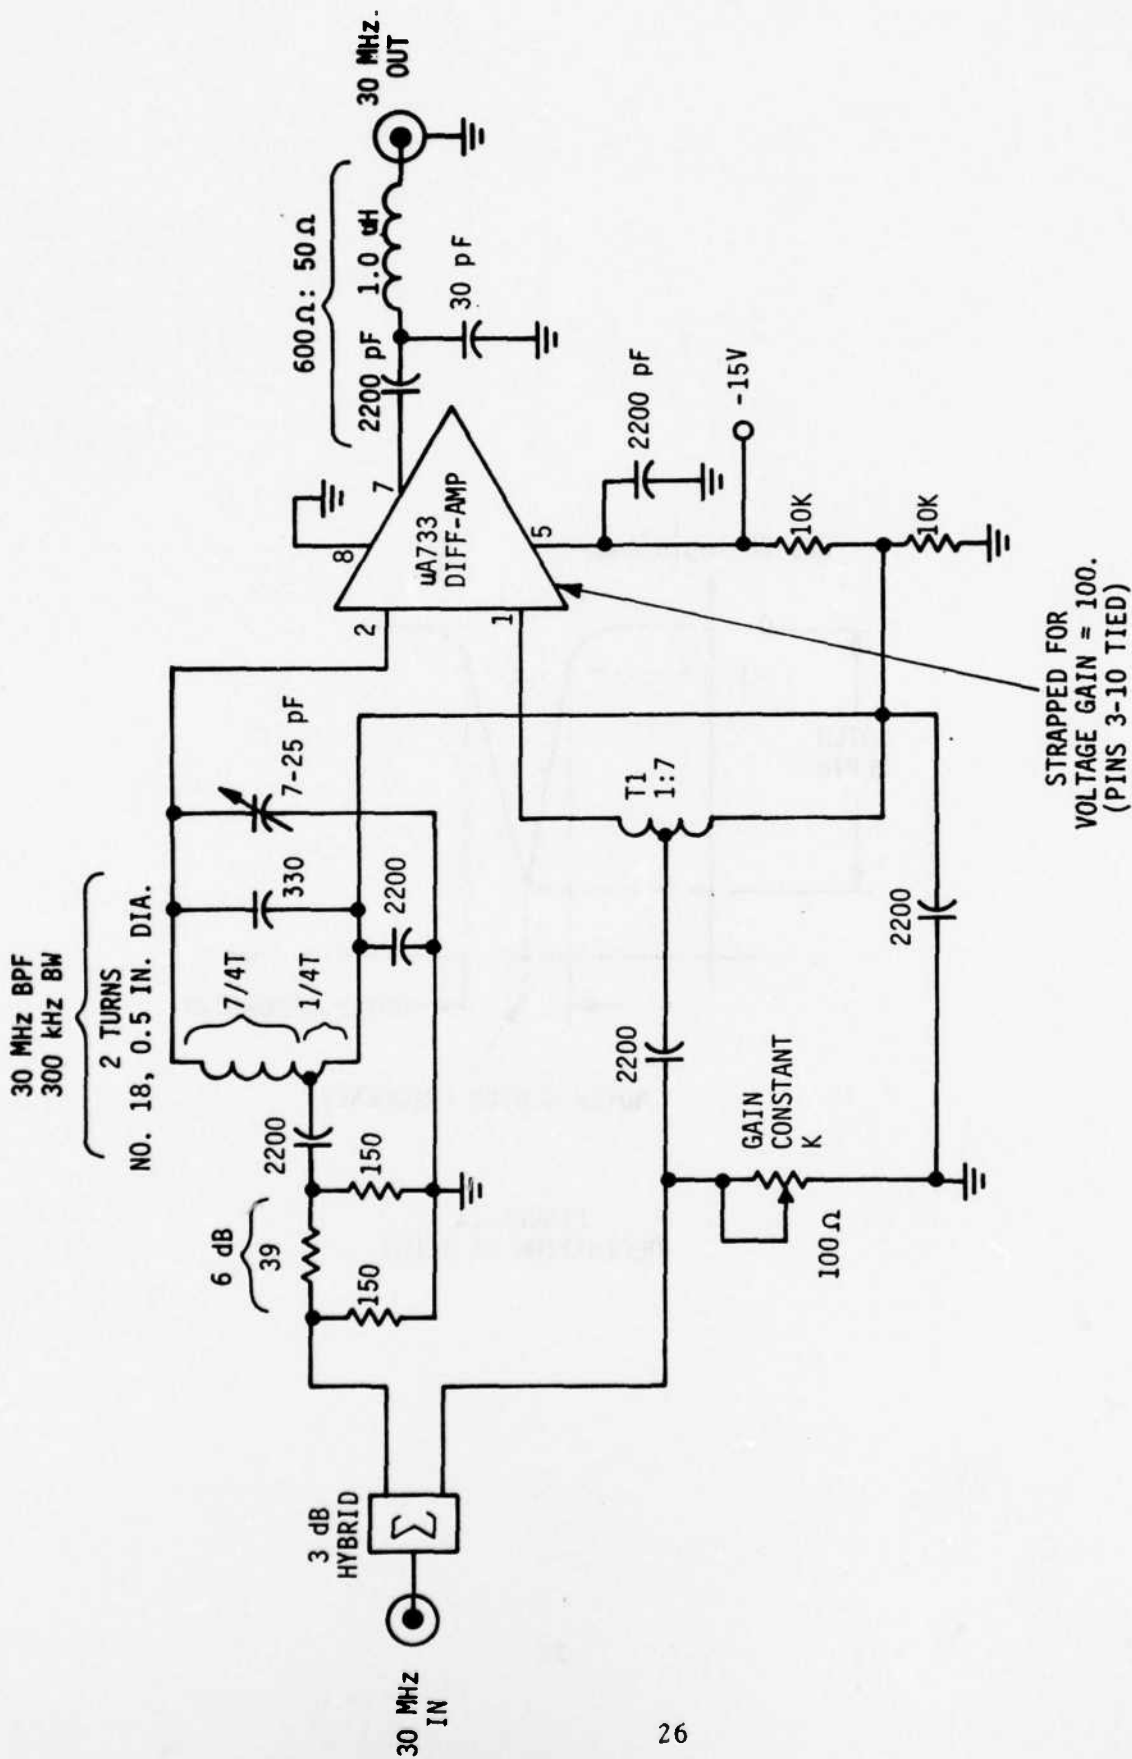 30 MHz
IN
3 dB
HYBRID
Σ
6 dB
39
150
150
2200
30 MHz BPF
300 kHz BW
2 TURNS
NO. 18, 0.5 IN. DIA.
7/4T
1/4T
330
7-25 pF
2200
2
1
8
7
5
uA733
DIFF-AMP
600Ω: 50Ω
2200 pF
1.0 uH
30 pF
30 MHz.
OUT
2200 pF
-15V
10K
10K
T1
1:7
2200
2200
GAIN
CONSTANT
K
100Ω
STRAPPED FOR
VOLTAGE GAIN = 100.
(PINS 3-10 TIED)
26